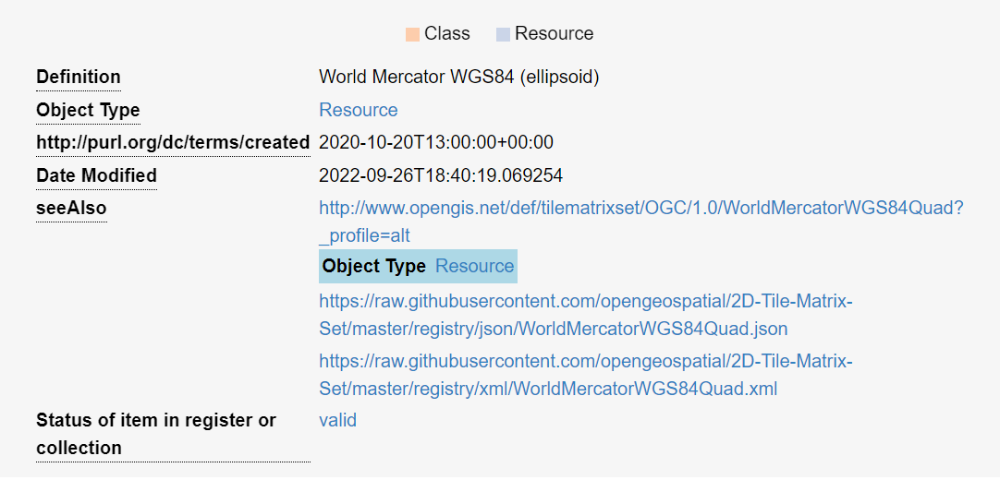 Class Resource
Definition World Mercator WGS84 (ellipsoid)
Object Type Resource
http://purl.org/dc/terms/created 2020-10-20T13:00:00+00:00
Date Modified 2022-09-26T18:40:19.069254
seeAlso http://www.opengis.net/def/tilematrixset/OGC/1.0/WorldMercatorWGS84Quad?
_profile=alt
Object Type Resource
https://raw.githubusercontent.com/opengeospatial/2D-Tile-Matrix-
Set/master/registry/json/WorldMercatorWGS84Quad.json
https://raw.githubusercontent.com/opengeospatial/2D-Tile-Matrix-
Set/master/registry/xml/WorldMercatorWGS84Quad.xml
Status of item in register or valid
collection